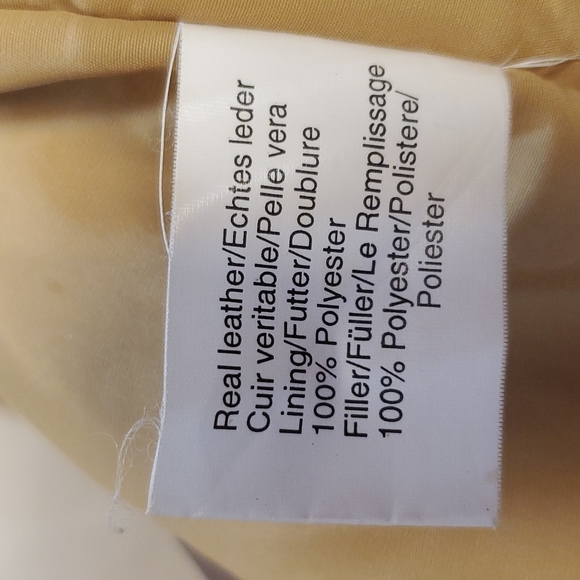 Real leather/Echtes leder
Cuir veritable/Pelle vera
Lining/Futter/Doublure
100% Polyester
Filler/Füller/Le Remplissage
100% Polyester/Polistere/
Poliester